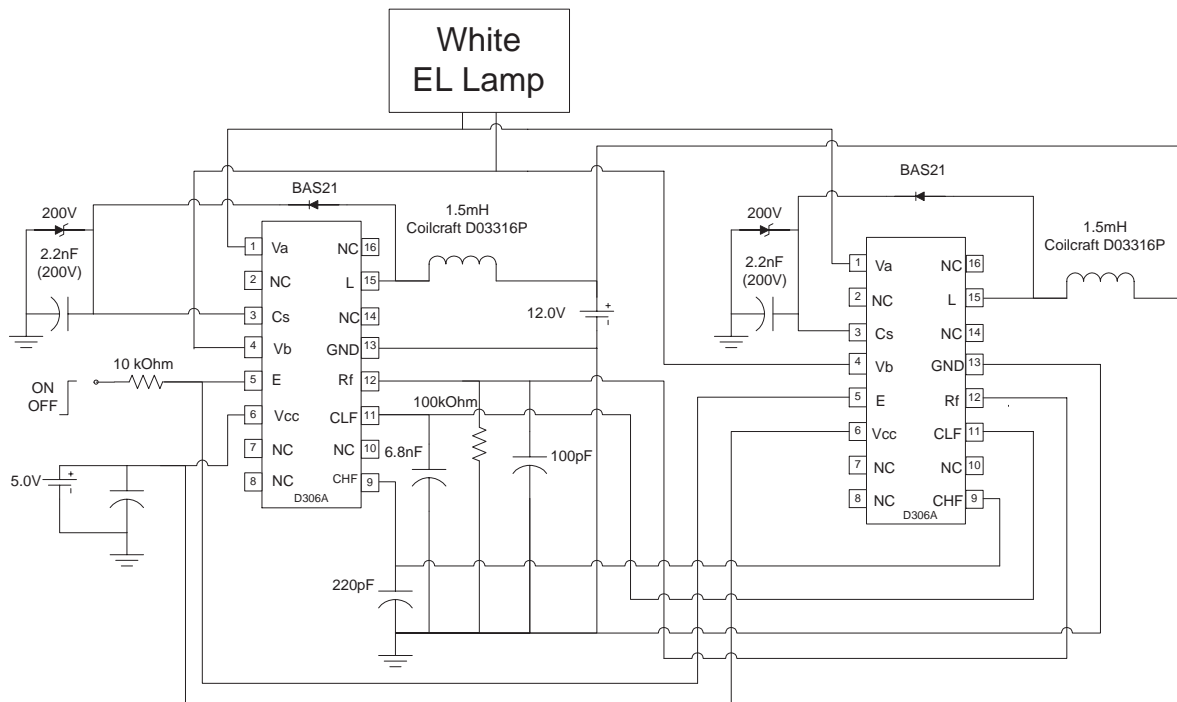 White
EL Lamp
BAS21
200V
2.2nF
(200V)
1.5mH
Coilcraft D03316P
1 Va
2 NC
3 Cs
4 Vb
5 E
6 Vcc
7 NC
8 NC
NC 16
L 15
NC 14
GND 13
Rf 12
CLF 11
NC 10
CHF 9
D306A
12.0V
+
-
10 kOhm
ON
OFF
5.0V
+
-
100kOhm
6.8nF
100pF
220pF
BAS21
200V
2.2nF
(200V)
1.5mH
Coilcraft D03316P
1 Va
2 NC
3 Cs
4 Vb
5 E
6 Vcc
7 NC
8 NC
NC 16
L 15
NC 14
GND 13
Rf 12
CLF 11
NC 10
CHF 9
D306A